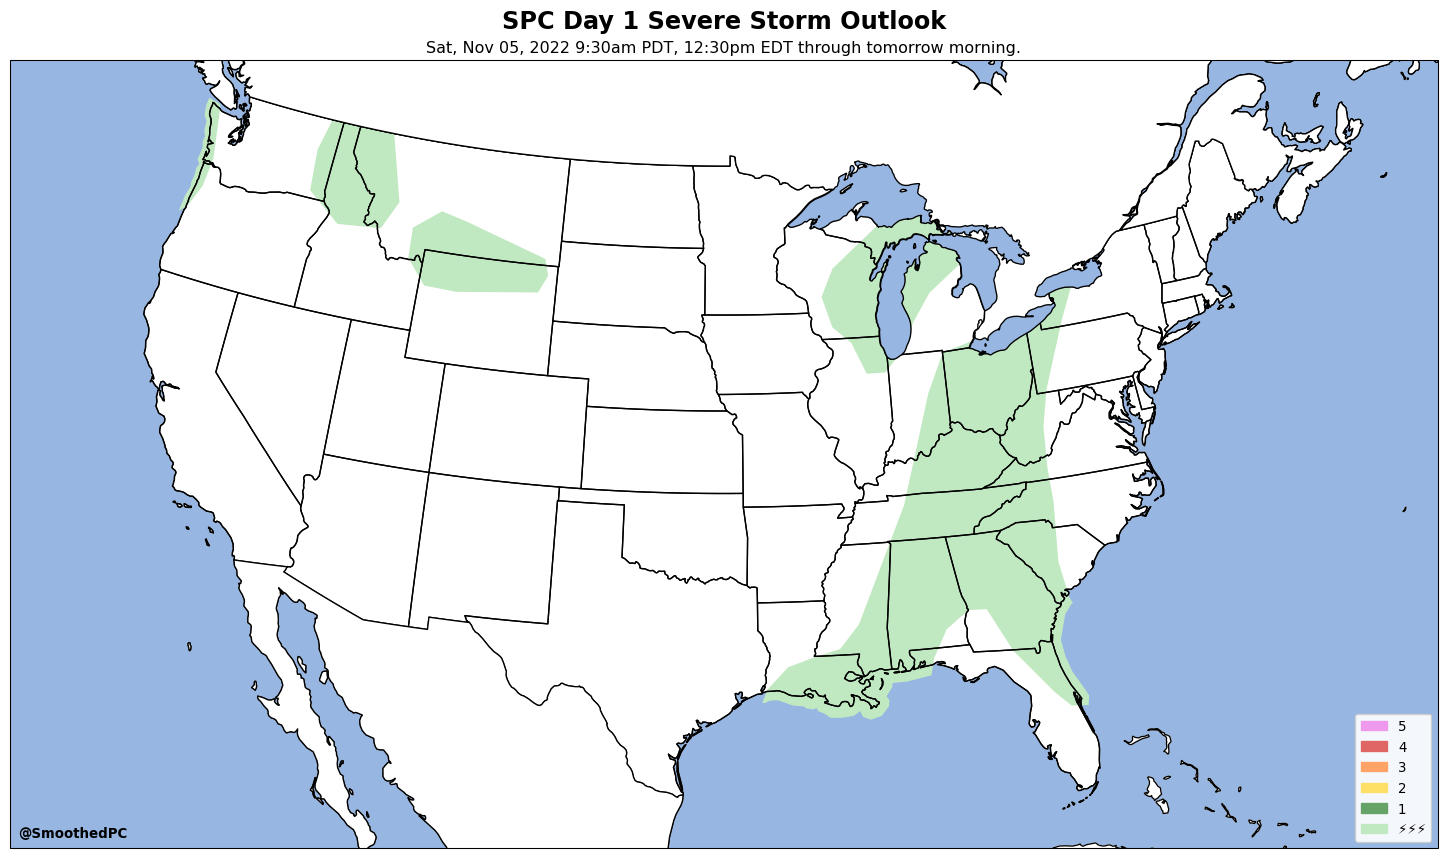 SPC Day 1 Severe Storm Outlook
Sat, Nov 05, 2022 9:30am PDT, 12:30pm EDT through tomorrow morning.
5
4
3
2
1
⚡⚡⚡
@SmoothedPC